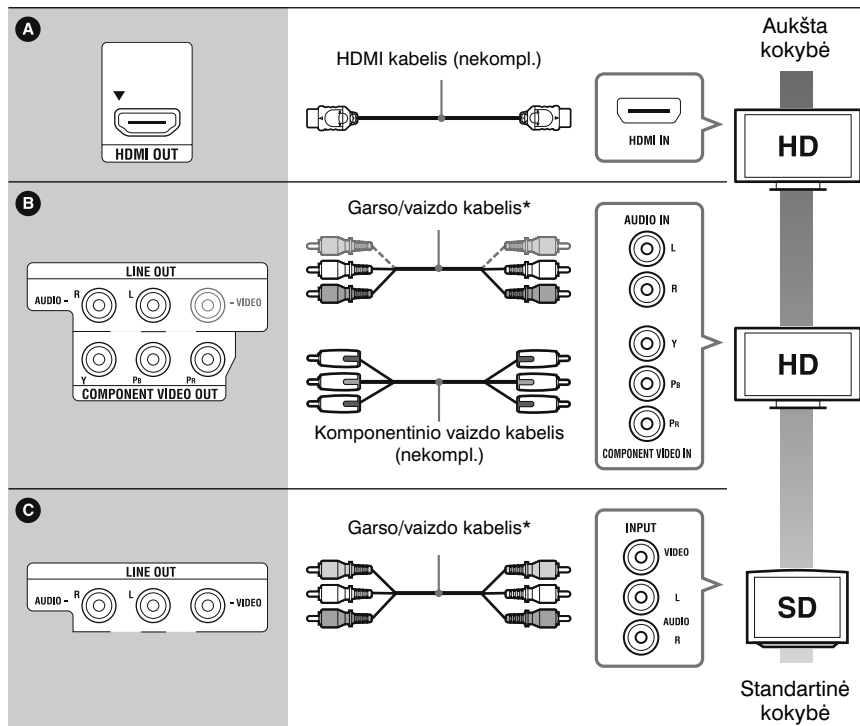 A
HDMI OUT
HDMI kabelis (nekompl.)
HDMI IN
Aukšta
kokybė
HD
B
LINE OUT
AUDIO - R L - VIDEO
Y PB PR
COMPONENT VIDEO OUT
Garso/vaizdo kabelis*
Komponentinio vaizdo kabelis
(nekompl.)
AUDIO IN
L
R
Y
PB
PR
COMPONENT VIDEO IN
HD
C
LINE OUT
AUDIO - R L - VIDEO
Garso/vaizdo kabelis*
INPUT
VIDEO
L
AUDIO
R
SD
Standartinė
kokybė